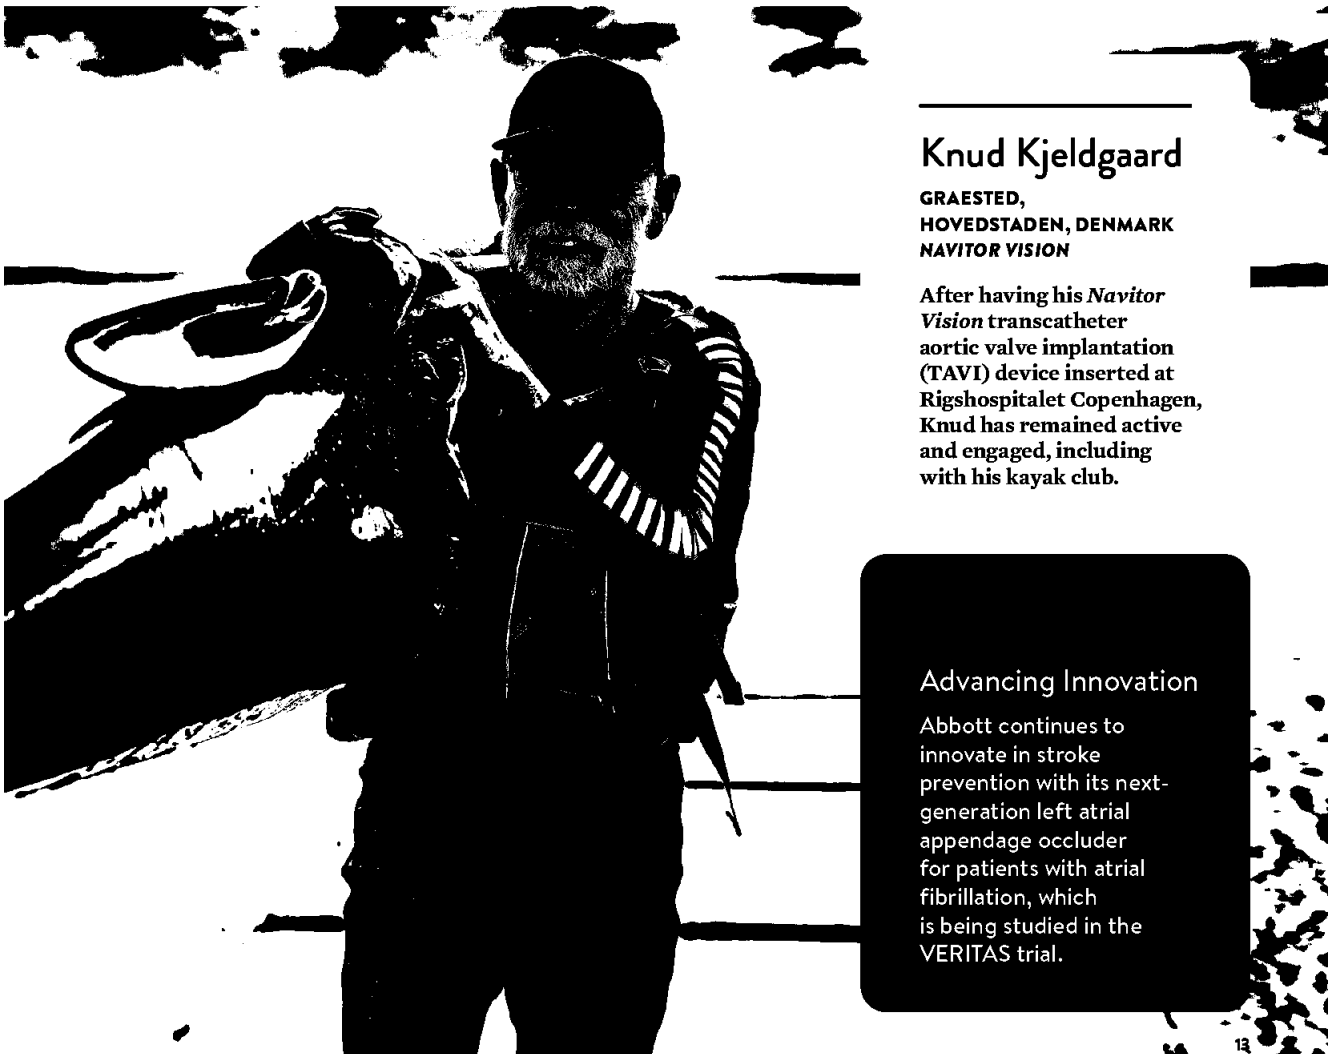 Knud Kjeldgaard
GRAESTED,
HOVEDSTADEN, DENMARK
NAVITOR VISION
After having his Navitor
Vision transcatheter
aortic valve implantation
(TAVI) device inserted at
Rigshospitalet Copenhagen,
Knud has remained active
and engaged, including
with his kayak club.
Advancing Innovation
Abbott continues to
innovate in stroke
prevention with its next-
generation left atrial
appendage occluder
for patients with atrial
fibrillation, which
is being studied in the
VERITAS trial.
13